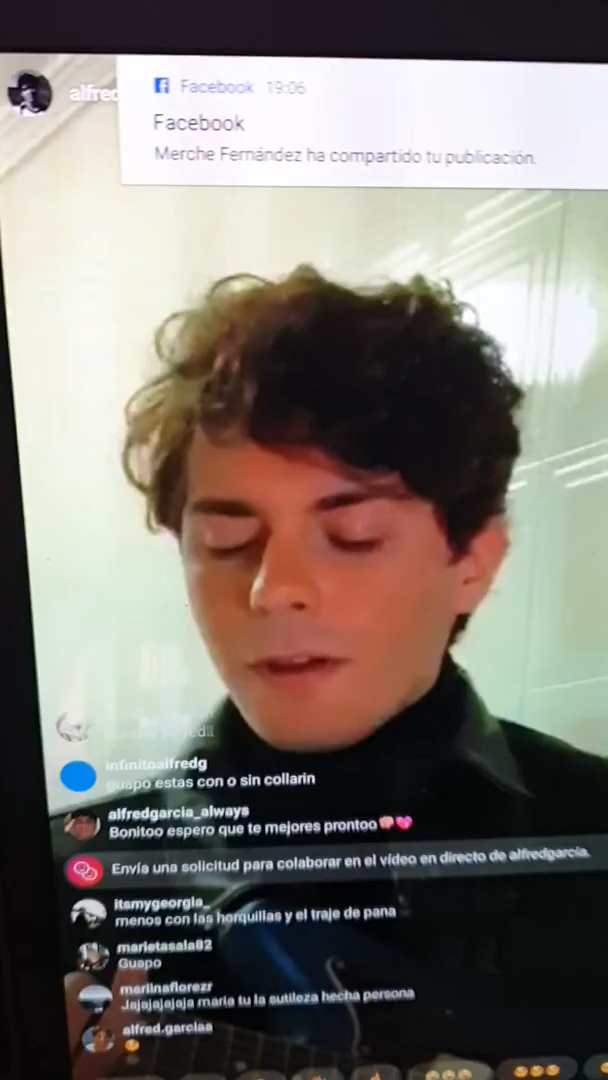 alfred
Facebook 19:06
Facebook
Merche Fernández ha compartido tu publicación.
infinitoalfredg
guapo estas con o sin collarin
alfredgarcia_always
Bonitoo espero que te mejores prontoo
Envía una solicitud para colaborar en el vídeo en directo de alfredgarcia.
itsmygeorgia_
menos con las horquillas y el traje de pana
marietasala82
Guapo
mariinaflorezr
Jajajajajaja maria tu la sutileza hecha persona
alfred.garciaa